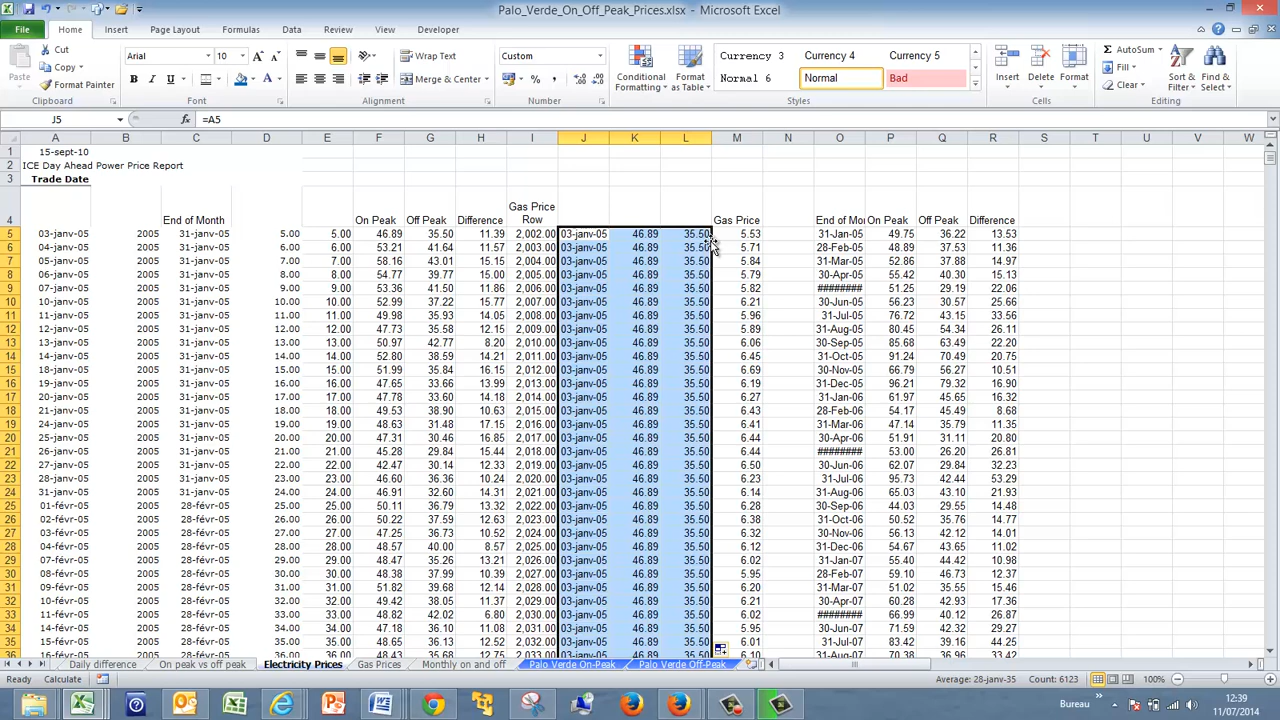 Palo_Verde_On_Off_Peak_Prices.xlsx - Microsoft Excel
File Home Insert Page Layout Formulas Data Review View Developer
Cut Arial 10 Wrap Text Custom Currency 3 Currency 4 Currency 5 AutoSum
Copy Fill
Paste Format Painter Merge & Center Conditional Formatting Format as Table Normal 6 Normal Bad Insert Delete Format Clear Sort & Filter Find & Select
Clipboard Font Alignment Number Styles Cells Editing
J5 fx =A5
A B C D E F G H I J K L M N O P Q R S T U V W
1 15-sept-10
2 ICE Day Ahead Power Price Report
3 Trade Date
4 End of Month On Peak Off Peak Difference Gas Price Row Gas Price End of Mor On Peak Off Peak Difference
5 03-janv-05 2005 31-janv-05 5.00 5.00 46.89 35.50 11.39 2,002.00 03-janv-05 46.89 35.50 5.53 31-Jan-05 49.75 36.22 13.53
6 04-janv-05 2005 31-janv-05 6.00 6.00 53.21 41.64 11.57 2,003.00 03-janv-05 46.89 35.50 5.71 28-Feb-05 48.89 37.53 11.36
7 05-janv-05 2005 31-janv-05 7.00 7.00 58.16 43.01 15.15 2,004.00 03-janv-05 46.89 35.50 5.84 31-Mar-05 52.86 37.88 14.97
8 06-janv-05 2005 31-janv-05 8.00 8.00 54.77 39.77 15.00 2,005.00 03-janv-05 46.89 35.50 5.79 30-Apr-05 55.42 40.30 15.13
9 07-janv-05 2005 31-janv-05 9.00 9.00 53.36 41.50 11.86 2,006.00 03-janv-05 46.89 35.50 5.82 ######## 51.25 29.19 22.06
10 10-janv-05 2005 31-janv-05 10.00 10.00 52.99 37.22 15.77 2,007.00 03-janv-05 46.89 35.50 6.21 30-Jun-05 56.23 30.57 25.66
11 11-janv-05 2005 31-janv-05 11.00 11.00 49.98 35.93 14.05 2,008.00 03-janv-05 46.89 35.50 5.96 31-Jul-05 76.72 43.15 33.56
12 12-janv-05 2005 31-janv-05 12.00 12.00 47.73 35.58 12.15 2,009.00 03-janv-05 46.89 35.50 5.89 31-Aug-05 80.45 54.34 26.11
13 13-janv-05 2005 31-janv-05 13.00 13.00 50.97 42.77 8.20 2,010.00 03-janv-05 46.89 35.50 6.06 30-Sep-05 85.68 63.49 22.20
14 14-janv-05 2005 31-janv-05 14.00 14.00 52.80 38.59 14.21 2,011.00 03-janv-05 46.89 35.50 6.45 31-Oct-05 91.24 70.49 20.75
15 18-janv-05 2005 31-janv-05 15.00 15.00 51.99 35.84 16.15 2,012.00 03-janv-05 46.89 35.50 6.69 30-Nov-05 66.79 56.27 10.51
16 19-janv-05 2005 31-janv-05 16.00 16.00 47.65 33.66 13.99 2,013.00 03-janv-05 46.89 35.50 6.19 31-Dec-05 96.21 79.32 16.90
17 20-janv-05 2005 31-janv-05 17.00 17.00 47.78 33.60 14.18 2,014.00 03-janv-05 46.89 35.50 6.27 31-Jan-06 61.97 45.65 16.32
18 21-janv-05 2005 31-janv-05 18.00 18.00 49.53 38.90 10.63 2,015.00 03-janv-05 46.89 35.50 6.43 28-Feb-06 54.17 45.49 8.68
19 24-janv-05 2005 31-janv-05 19.00 19.00 48.63 31.48 17.15 2,016.00 03-janv-05 46.89 35.50 6.41 31-Mar-06 47.14 35.79 11.35
20 25-janv-05 2005 31-janv-05 20.00 20.00 47.31 30.46 16.85 2,017.00 03-janv-05 46.89 35.50 6.44 30-Apr-06 51.91 31.11 20.80
21 26-janv-05 2005 31-janv-05 21.00 21.00 45.28 29.84 15.44 2,018.00 03-janv-05 46.89 35.50 6.44 ######## 53.00 26.20 26.81
22 27-janv-05 2005 31-janv-05 22.00 22.00 42.47 30.14 12.33 2,019.00 03-janv-05 46.89 35.50 6.50 30-Jun-06 62.07 29.84 32.23
23 28-janv-05 2005 31-janv-05 23.00 23.00 46.60 36.36 10.24 2,020.00 03-janv-05 46.89 35.50 6.23 31-Jul-06 95.73 42.44 53.29
24 31-janv-05 2005 31-janv-05 24.00 24.00 46.91 32.60 14.31 2,021.00 03-janv-05 46.89 35.50 6.14 31-Aug-06 65.03 43.10 21.93
25 01-févr-05 2005 28-févr-05 25.00 25.00 50.11 36.79 13.32 2,022.00 03-janv-05 46.89 35.50 6.28 30-Sep-06 44.03 29.55 14.48
26 02-févr-05 2005 28-févr-05 26.00 26.00 50.22 37.59 12.63 2,023.00 03-janv-05 46.89 35.50 6.38 31-Oct-06 50.52 35.76 14.77
27 03-févr-05 2005 28-févr-05 27.00 27.00 47.25 36.73 10.52 2,024.00 03-janv-05 46.89 35.50 6.32 30-Nov-06 56.13 42.12 14.01
28 04-févr-05 2005 28-févr-05 28.00 28.00 48.57 40.00 8.57 2,025.00 03-janv-05 46.89 35.50 6.12 31-Dec-06 54.67 43.65 11.02
29 07-févr-05 2005 28-févr-05 29.00 29.00 48.47 35.26 13.21 2,026.00 03-janv-05 46.89 35.50 6.02 31-Jan-07 55.40 44.42 10.98
30 08-févr-05 2005 28-févr-05 30.00 30.00 48.38 37.99 10.39 2,027.00 03-janv-05 46.89 35.50 5.95 28-Feb-07 59.10 46.73 12.37
31 09-févr-05 2005 28-févr-05 31.00 31.00 51.82 39.68 12.14 2,028.00 03-janv-05 46.89 35.50 6.20 31-Mar-07 51.02 35.55 15.46
32 10-févr-05 2005 28-févr-05 32.00 32.00 49.42 38.05 11.37 2,029.00 03-janv-05 46.89 35.50 6.21 30-Apr-07 60.28 42.93 17.36
33 11-févr-05 2005 28-févr-05 33.00 33.00 48.82 42.02 6.80 2,030.00 03-janv-05 46.89 35.50 6.02 ######## 66.99 40.12 26.87
34 14-févr-05 2005 28-févr-05 34.00 34.00 47.18 36.10 11.08 2,031.00 03-janv-05 46.89 35.50 5.95 30-Jun-07 71.59 42.32 29.27
35 15-févr-05 2005 28-févr-05 35.00 35.00 48.65 36.13 12.52 2,032.00 03-janv-05 46.89 35.50 6.01 31-Jul-07 83.42 39.16 44.25
Daily difference On peak vs off peak Electricity Prices Gas Prices Monthly on and off Palo Verde On-Peak Palo Verde Off-Peak
Ready Calculate Average: 28-janv-35 Count: 6123 100%
Bureau 12:39
11/07/2014